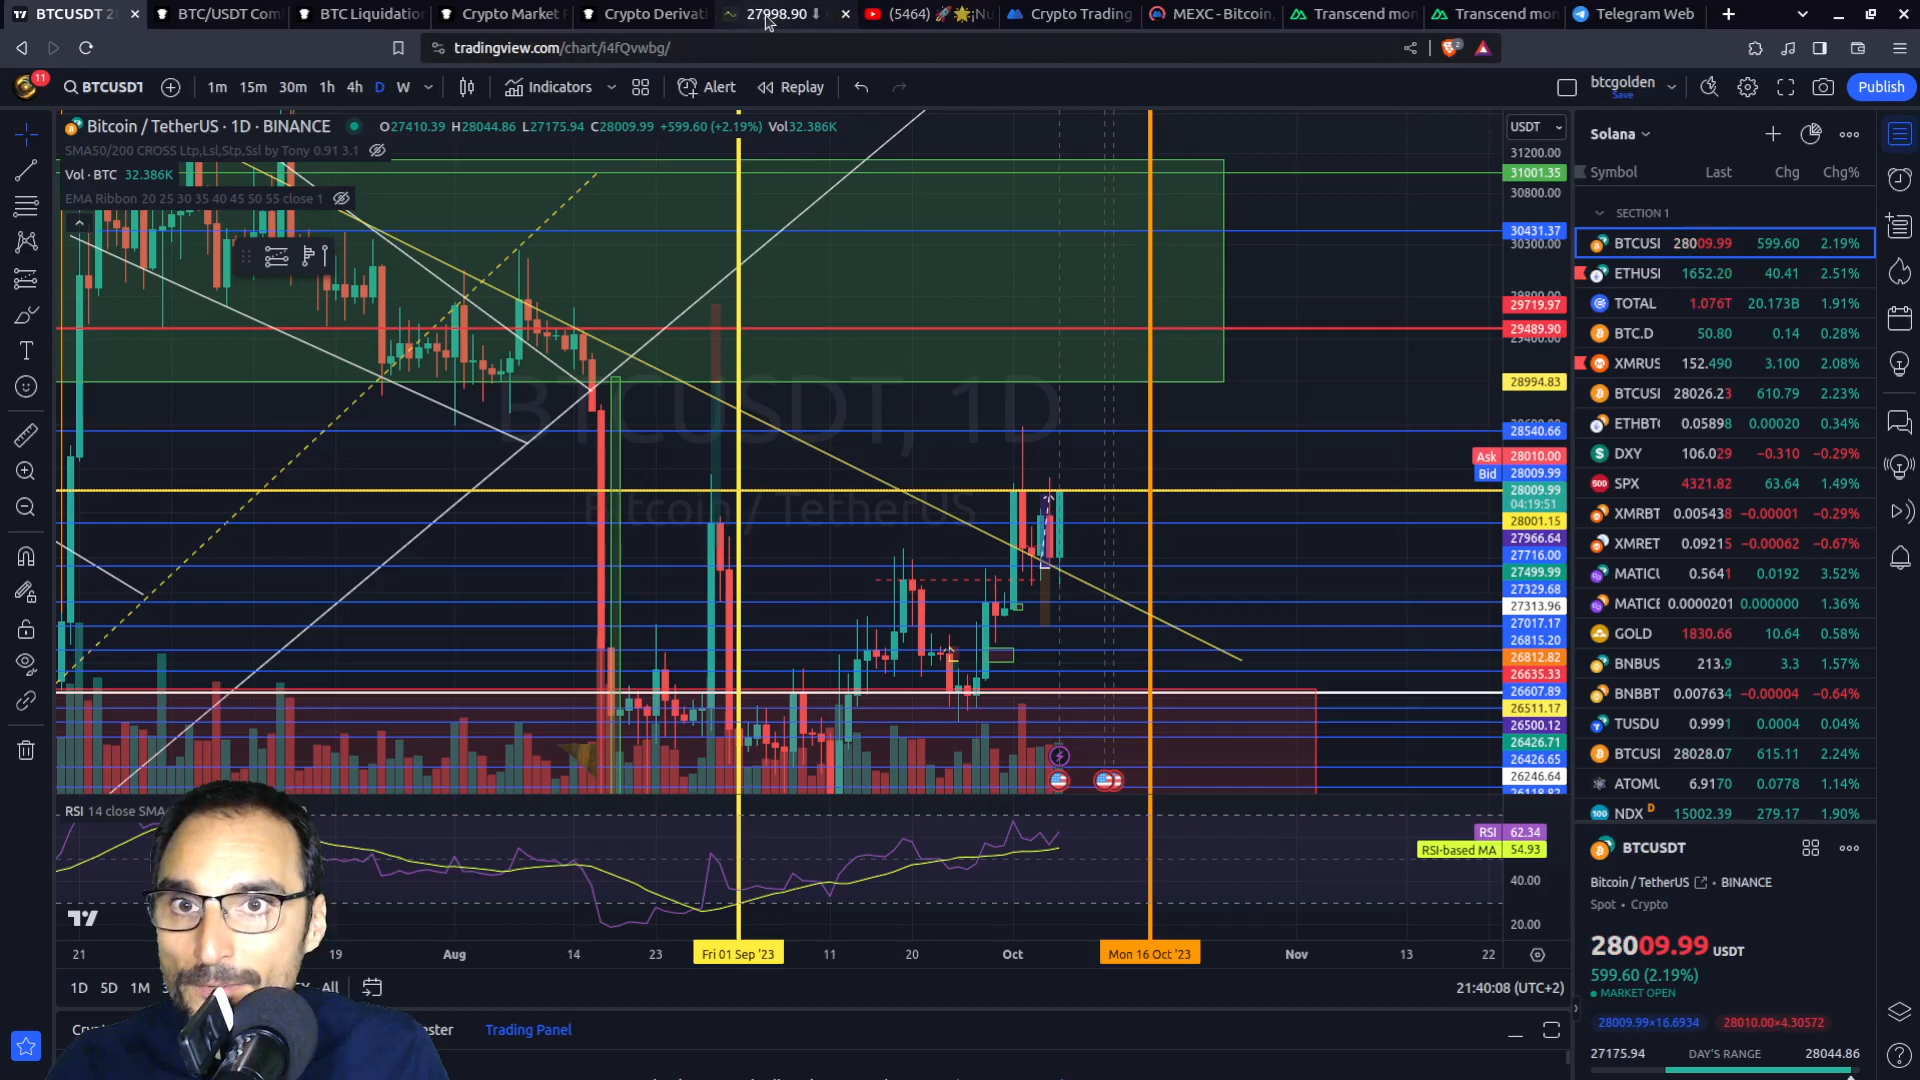 BTCUSDT 2
BTC/USDT Com
BTC Liquidation
Crypto Market
Crypto Derivati
27998.90
(5464)
Crypto Trading
MEXC - Bitcoin,
Transcend mon
Transcend mon
Telegram Web
tradingview.com/chart/i4fQvwbg/
2
11
BTCUSDT
1m 15m 30m 1h 4h D W
Indicators
Alert
Replay
btcgolden
Save
Publish
Bitcoin / TetherUS · 1D · BINANCE
O27410.39 H28044.86 L27175.94 C28009.99 +599.60 (+2.19%) Vol32.386K
SMA50/200 CROSS Ltp,Lsl,Stp,Ssl by Tony 0.91 3.1
Vol · BTC 32.386K
EMA Ribbon 20 25 30 35 40 45 50 55 close 1
BTCUSDT, 1D
Bitcoin / TetherUS
USDT
31200.00
31001.35
30800.00
30431.37
30300.00
29719.97
29489.90
29400.00
28994.83
28540.66
Ask 28010.00
Bid 28009.99
28009.99
04:19:51
28001.15
27966.64
27716.00
27499.99
27329.68
27313.96
27017.17
26815.20
26812.82
26635.33
26607.89
26511.17
26500.12
26426.71
26426.65
26246.64
26118.82
RSI 14 close SMA
RSI 62.34
RSI-based MA 54.93
40.00
20.00
21 19 Aug 14 23 Fri 01 Sep '23 11 20 Oct Mon 16 Oct '23 Nov 13 22
1D 5D 1M All
21:40:08 (UTC+2)
Trading Panel
Solana
Symbol Last Chg Chg%
SECTION 1
BTCUSI 28009.99 599.60 2.19%
ETHUSI 1652.20 40.41 2.51%
TOTAL 1.076T 20.173B 1.91%
BTC.D 50.80 0.14 0.28%
XMRUS 152.490 3.100 2.08%
BTCUSI 28026.23 610.79 2.23%
ETHBT 0.05898 0.00020 0.34%
DXY 106.029 −0.310 −0.29%
SPX 4321.82 63.64 1.49%
XMRBT 0.005438 −0.00001 −0.29%
XMRET 0.09215 −0.00062 −0.67%
MATICU 0.5641 0.0192 3.52%
MATICE 0.0000201 0.000000 1.36%
GOLD 1830.66 10.64 0.58%
BNBUS 213.9 3.3 1.57%
BNBBT 0.007634 −0.00004 −0.64%
TUSDU 0.9991 0.0004 0.04%
BTCUSI 28028.07 615.11 2.24%
ATOMU 6.9170 0.0778 1.14%
NDX D 15002.39 279.17 1.90%
BTCUSDT
Bitcoin / TetherUS • BINANCE
Spot • Crypto
28009.99 USDT
599.60 (2.19%)
MARKET OPEN
28009.99×16.6934 28010.00×4.30572
27175.94 DAY'S RANGE 28044.86